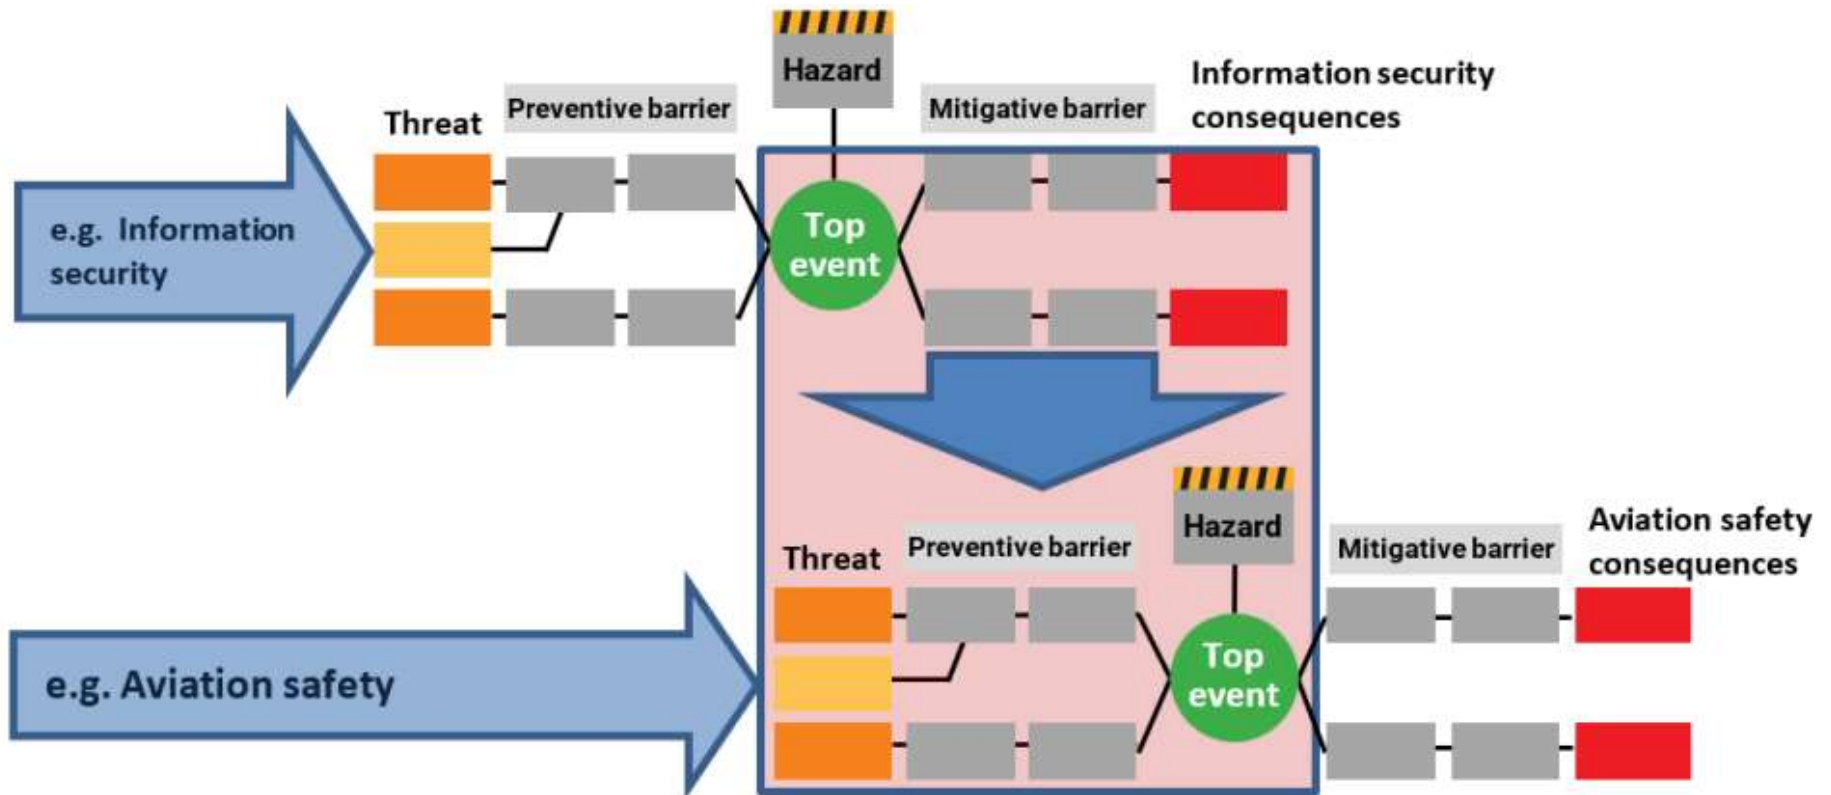 Hazard
Information security
consequences
Threat
Preventive barrier
Mitigative barrier
e.g. Information
security
Top
event
Hazard
Aviation safety
consequences
Threat
Preventive barrier
Mitigative barrier
e.g. Aviation safety
Top
event